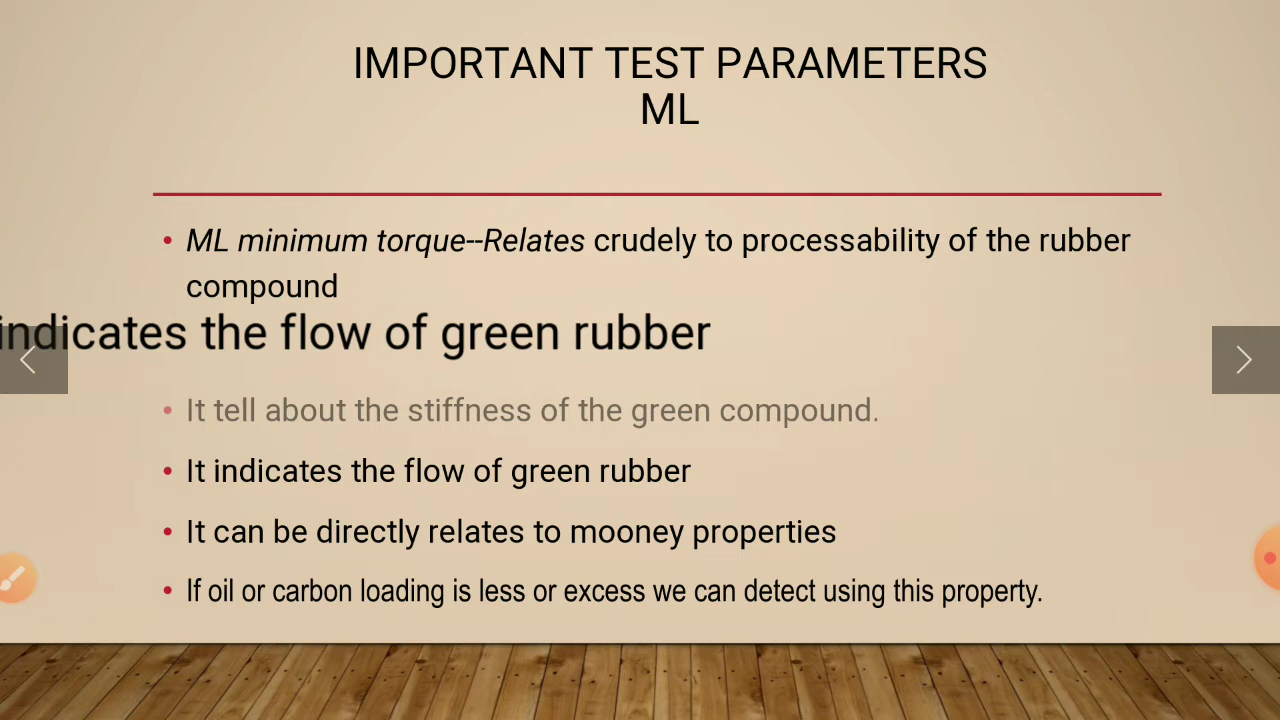 IMPORTANT TEST PARAMETERS
ML
• ML minimum torque--Relates crudely to processability of the rubber
compound
indicates the flow of green rubber
• It tell about the stiffness of the green compound.
• It indicates the flow of green rubber
• It can be directly relates to mooney properties
• If oil or carbon loading is less or excess we can detect using this property.